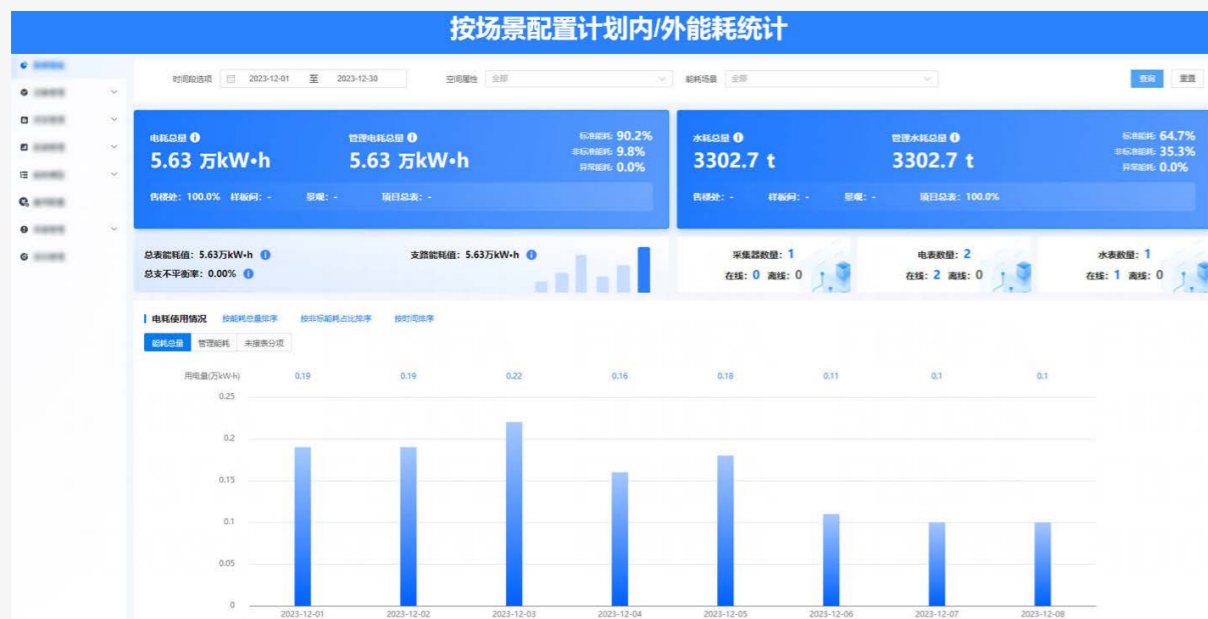 按场景配置计划内/外能耗统计
时间段选项 2023-12-01 至 2023-12-30 空间属性 全部 能耗场景 全部 查询 重置
电耗总量 管理电耗总量 标准能耗: 90.2%
5.63 万kW•h 5.63 万kW•h 非标准能耗: 9.8%
异常能耗: 0.0%
售楼处: 100.0% 样板间: - 景观: - 项目总表: -
水耗总量 管理水耗总量 标准能耗: 64.7%
3302.7 t 3302.7 t 非标准能耗: 35.3%
异常能耗: 0.0%
售楼处: - 样板间: - 景观: - 项目总表: 100.0%
总表能耗值: 5.63万kW•h 支路能耗值: 5.63万kW•h
总支不平衡率: 0.00%
采集器数量: 1
在线: 0 离线: 0
电表数量: 2
在线: 2 离线: 0
水表数量: 1
在线: 1 离线: 0
电耗使用情况 按能耗总量排序 按非标能耗占比排序 按时间排序
能耗总量 管理能耗 未接表分项
用电量(万kW•h) 0.19 0.19 0.22 0.16 0.18 0.11 0.1 0.1
0.25
0.2
0.15
0.1
0.05
0
2023-12-01 2023-12-02 2023-12-03 2023-12-04 2023-12-05 2023-12-06 2023-12-07 2023-12-08